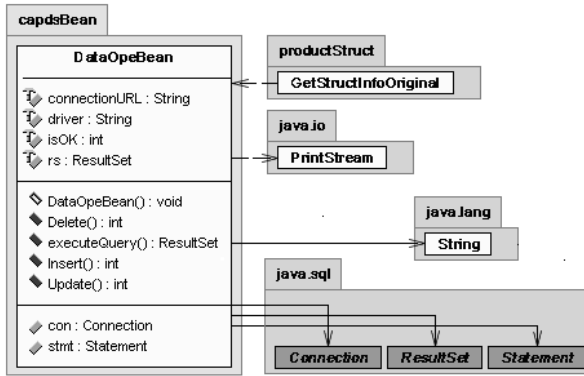 capdsBean
DataOpeBean
connectionURL : String
driver : String
isOK : int
rs : ResultSet
DataOpeBean() : void
Delete() : int
executeQuery() : ResultSet
Insert() : int
Update() : int
con : Connection
stmt : Statement
productStruct
GetStructInfoOriginal
java.io
PrintStream
java.lang
String
java.sql
Connection
ResultSet
Statement